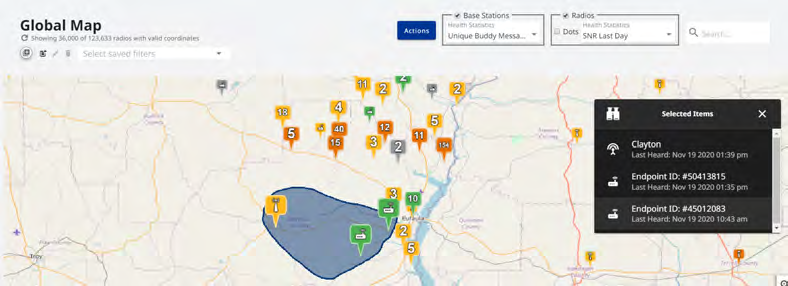 Global Map
Showing 36,000 of 123,633 radios with valid coordinates
Select saved filters
Actions
Base Stations
Health Statistics
Unique Buddy Messa...
Radios
Dots
Health Statistics
SNR Last Day
Search...
11
2
2
2
18
4
5
40
12
5
15
3
2
11
154
3
10
Eufaula
2
5
Troy
Selected Items
Clayton
Last Heard: Nov 19 2020 01:39 pm
Endpoint ID: #50413815
Last Heard: Nov 19 2020 01:35 pm
Endpoint ID: #45012083
Last Heard: Nov 19 2020 10:43 am